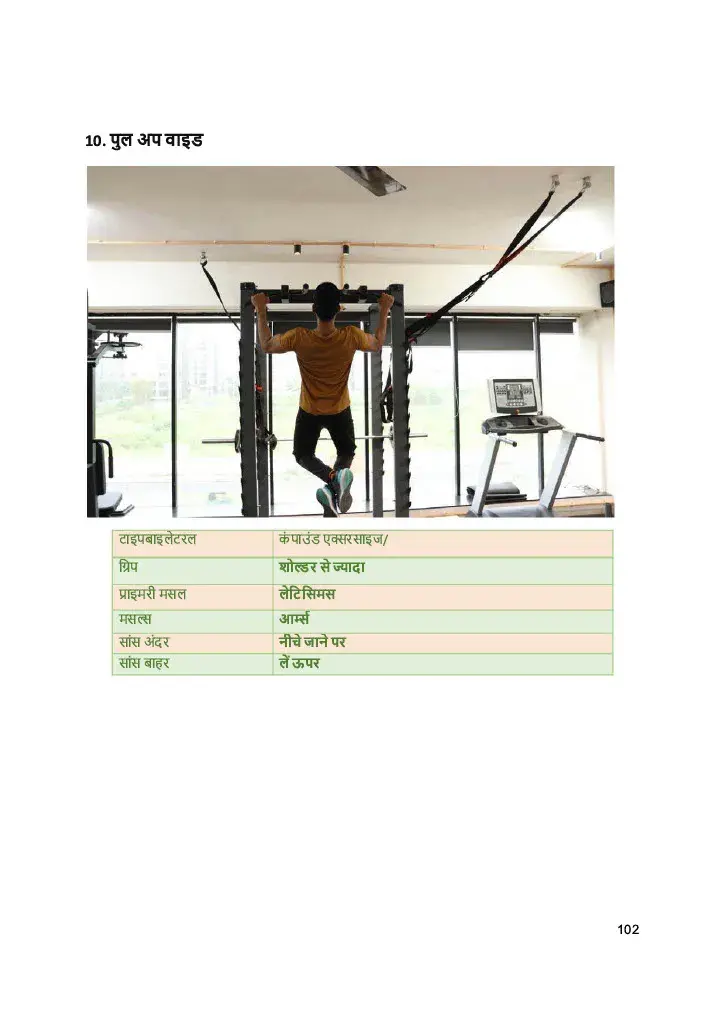 10. पुल अप वाइड
टाइपबाइलेटरल कंपाउंड एक्सरसाइज/
ग्रिप शोल्डर से ज्यादा
प्राइमरी मसल लेटिसिमस
मसल्स आर्म्स
सांस अंदर नीचे जाने पर
सांस बाहर लें ऊपर
102